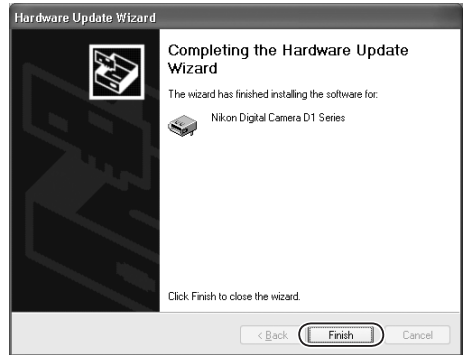 Hardware Update Wizard
Completing the Hardware Update
Wizard
The wizard has finished installing the software for:
Nikon Digital Camera D1 Series
Click Finish to close the wizard.
< Back
Finish
Cancel